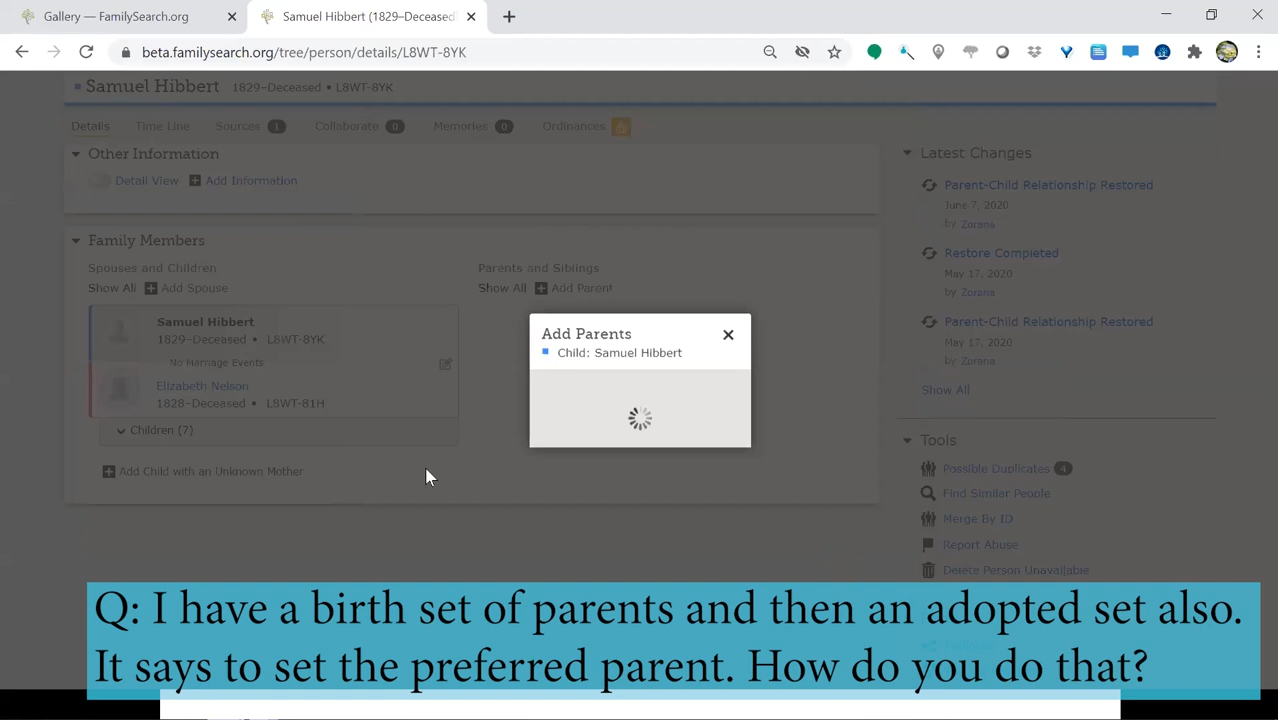 Gallery — FamilySearch.org
Samuel Hibbert (1829–Deceased)
beta.familysearch.org/tree/person/details/L8WT-8YK
Samuel Hibbert 1829–Deceased • L8WT-8YK
Details Time Line Sources 1 Collaborate 0 Memories 0 Ordinances
Other Information
Detail View Add Information
Family Members
Spouses and Children
Show All Add Spouse
Samuel Hibbert
1829–Deceased • L8WT-8YK
No Marriage Events
Elizabeth Nelson
1828–Deceased • L8WT-81H
Children (7)
Add Child with an Unknown Mother
Parents and Siblings
Show All Add Parent
Add Parents
Child: Samuel Hibbert
Latest Changes
Parent-Child Relationship Restored
June 7, 2020
by Zorana
Restore Completed
May 17, 2020
by Zorana
Parent-Child Relationship Restored
May 17, 2020
by Zorana
Show All
Tools
Possible Duplicates 4
Find Similar People
Merge By ID
Report Abuse
Delete Person Unavailable
Q: I have a birth set of parents and then an adopted set also.
It says to set the preferred parent. How do you do that?